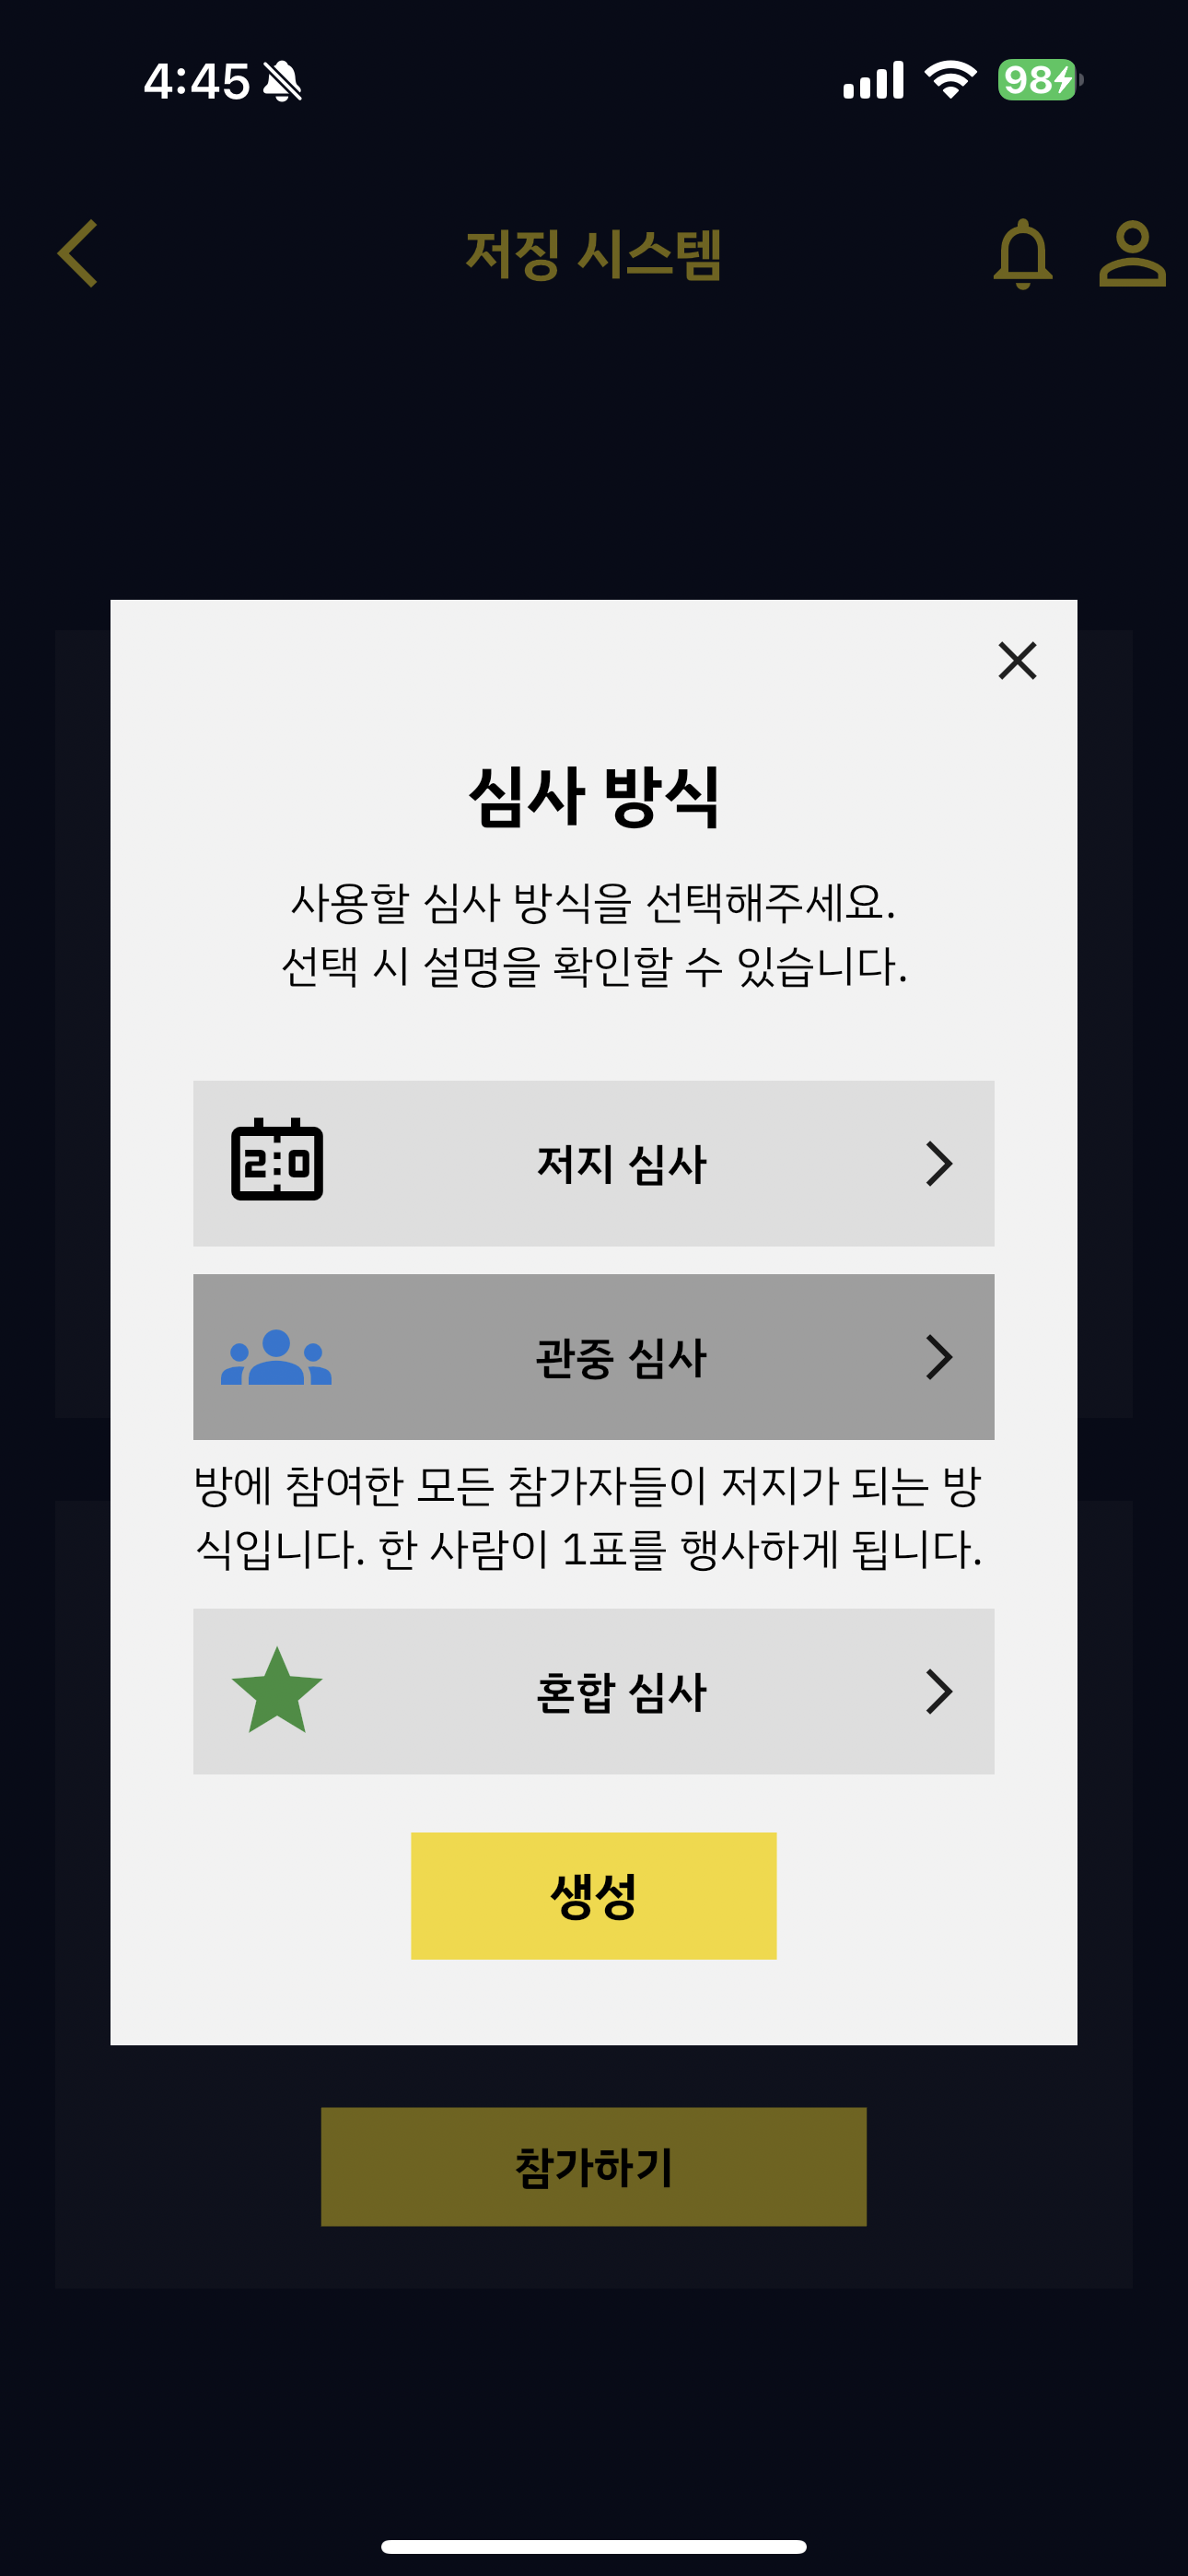 4:45
98
저징 시스템
심사 방식
사용할 심사 방식을 선택해주세요.
선택 시 설명을 확인할 수 있습니다.
2:0
저지 심사
관중 심사
방에 참여한 모든 참가자들이 저지가 되는 방
식입니다. 한 사람이 1표를 행사하게 됩니다.
혼합 심사
생성
참가하기